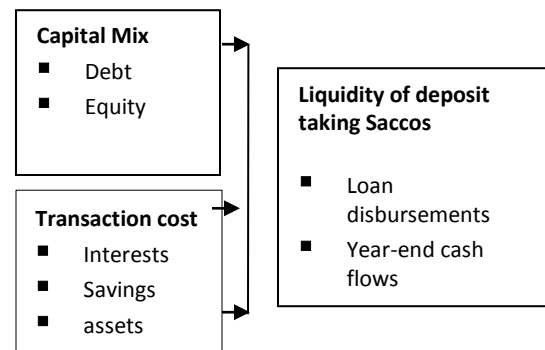 Capital Mix
■ Debt
■ Equity
Transaction cost
■ Interests
■ Savings
■ assets
Liquidity of deposit
taking Saccos
■ Loan
disbursements
■ Year-end cash
flows